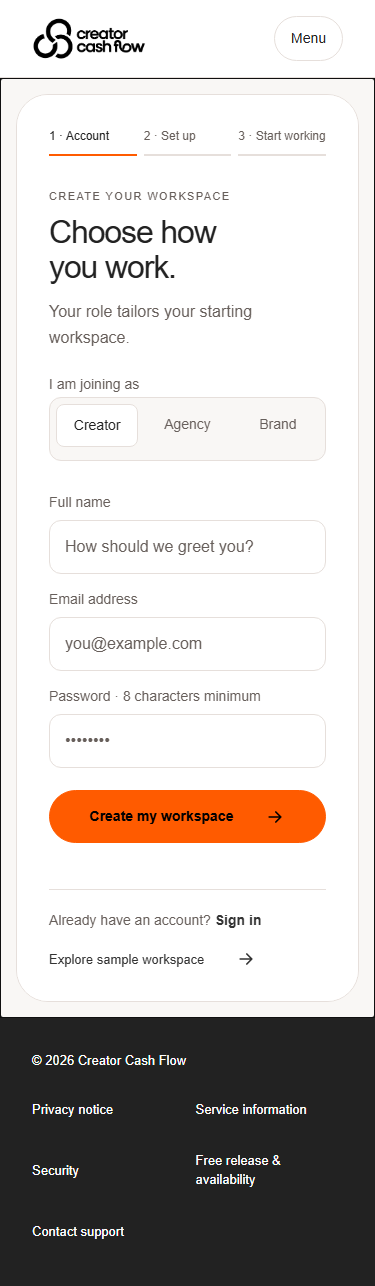 creator
cash flow
Menu
1 · Account
2 · Set up
3 · Start working
CREATE YOUR WORKSPACE
Choose how
you work.
Your role tailors your starting
workspace.
I am joining as
Creator
Agency
Brand
Full name
How should we greet you?
Email address
you@example.com
Password · 8 characters minimum
••••••••
Create my workspace →
Already have an account? Sign in
Explore sample workspace →
© 2026 Creator Cash Flow
Privacy notice
Service information
Security
Free release &
availability
Contact support